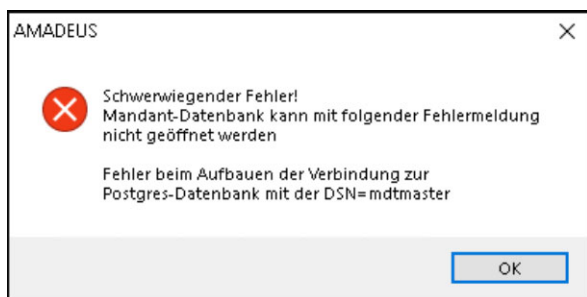 AMADEUS
Schwerwiegender Fehler!
Mandant-Datenbank kann mit folgender Fehlermeldung
nicht geöffnet werden
Fehler beim Aufbauen der Verbindung zur
Postgres-Datenbank mit der DSN=mdtmaster
OK